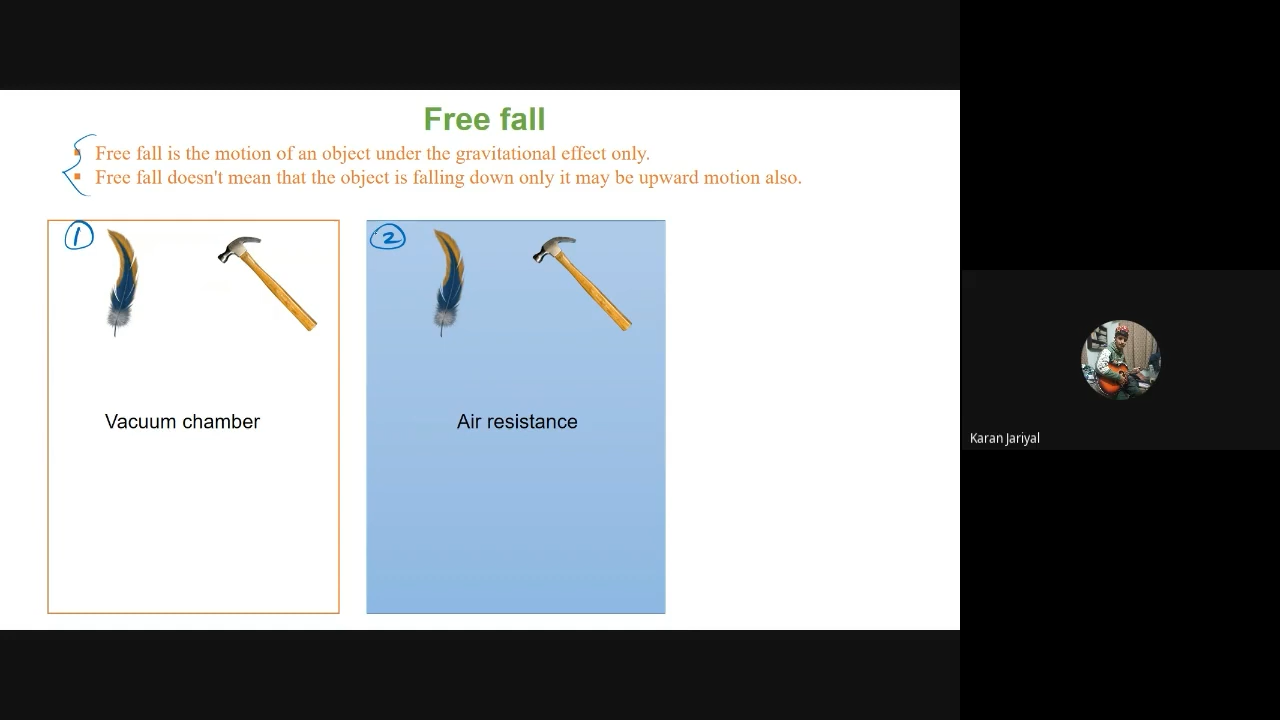 Free fall
Free fall is the motion of an object under the gravitational effect only.
Free fall doesn't mean that the object is falling down only it may be upward motion also.
1
2
Vacuum chamber
Air resistance
Karan Jariyal